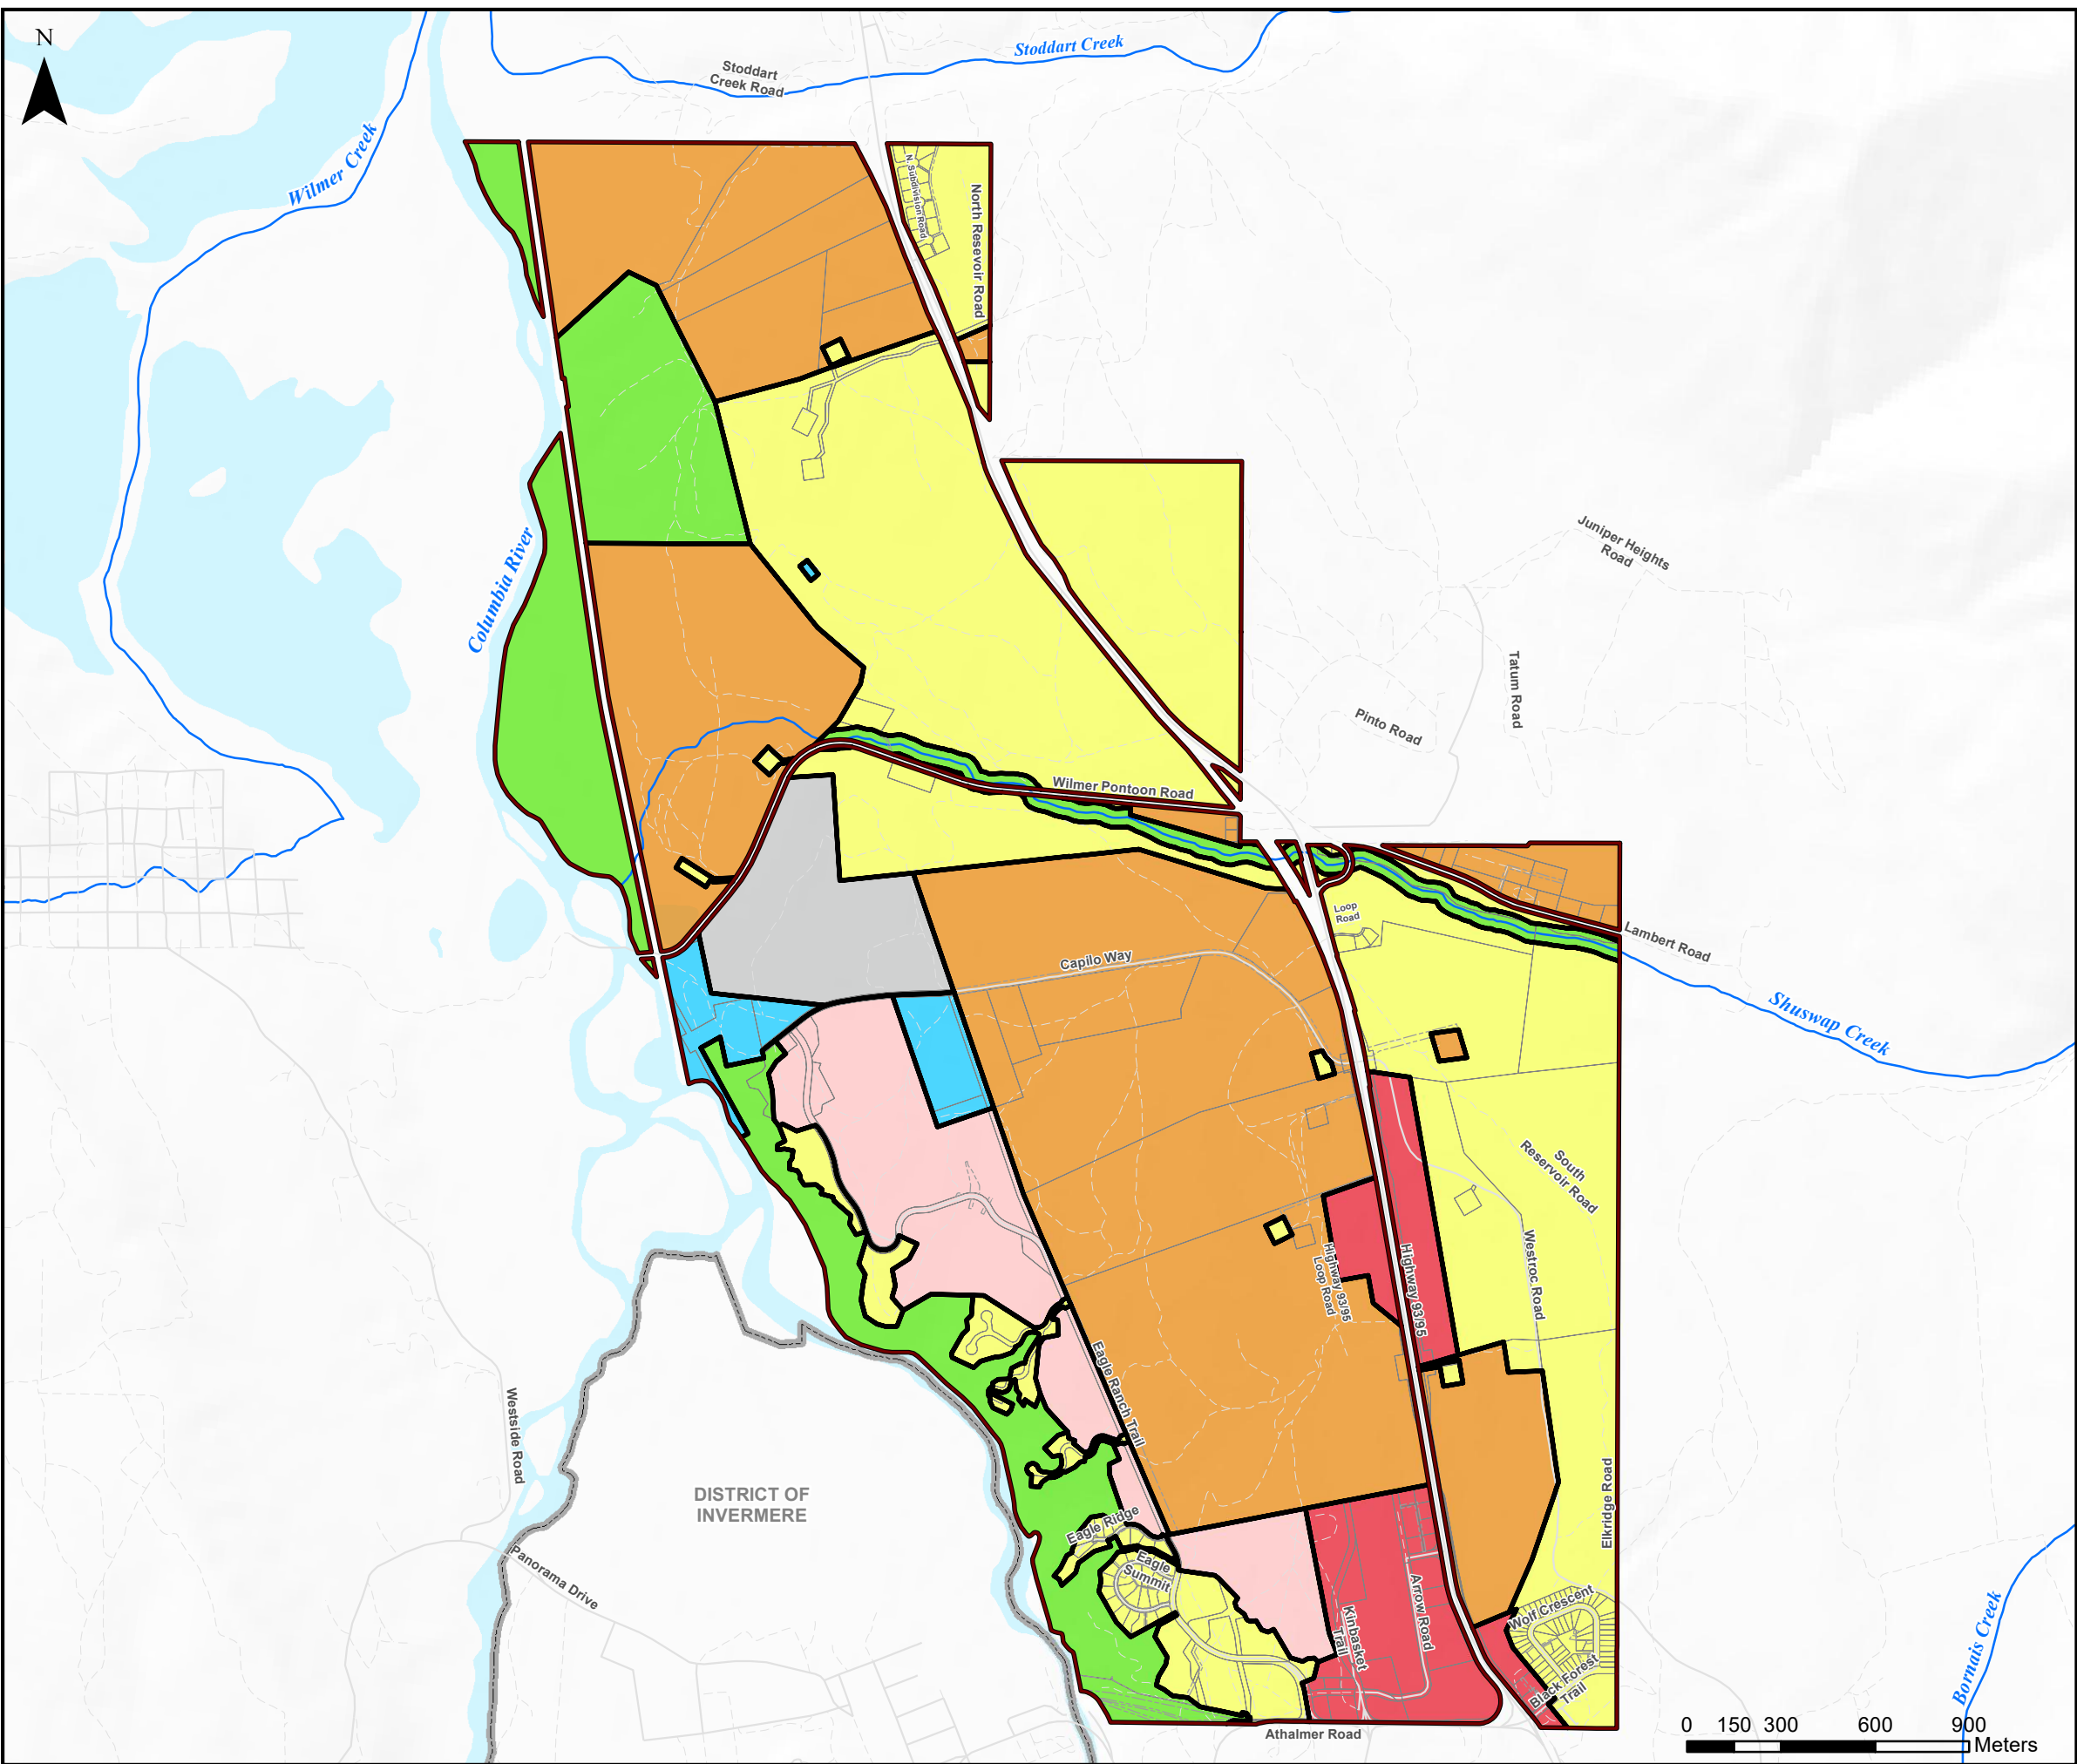 N
Stoddart Creek
Stoddart
Creek Road
Wilmer Creek
N. Subdivision Road
North Resevoir Road
Columbia River
Juniper Heights
Road
Tatum Road
Pinto Road
Wilmer Pontoon Road
Loop
Road
Lambert Road
Capilo Way
Shuswap Creek
South
Reservoir Road
Westroc Road
Highway 93/95
Loop Road
Highway 93/95
Eagle Ranch Trail
Westside Road
DISTRICT OF
INVERMERE
Elkridge Road
Eagle Ridge
Eagle
Summit
Panorama Drive
Kinbasket
Trail
Arrow Road
Wolf Crescent
Black Forest
Trail
Bornais Creek
Athalmer Road
0 150 300 600 900
Meters